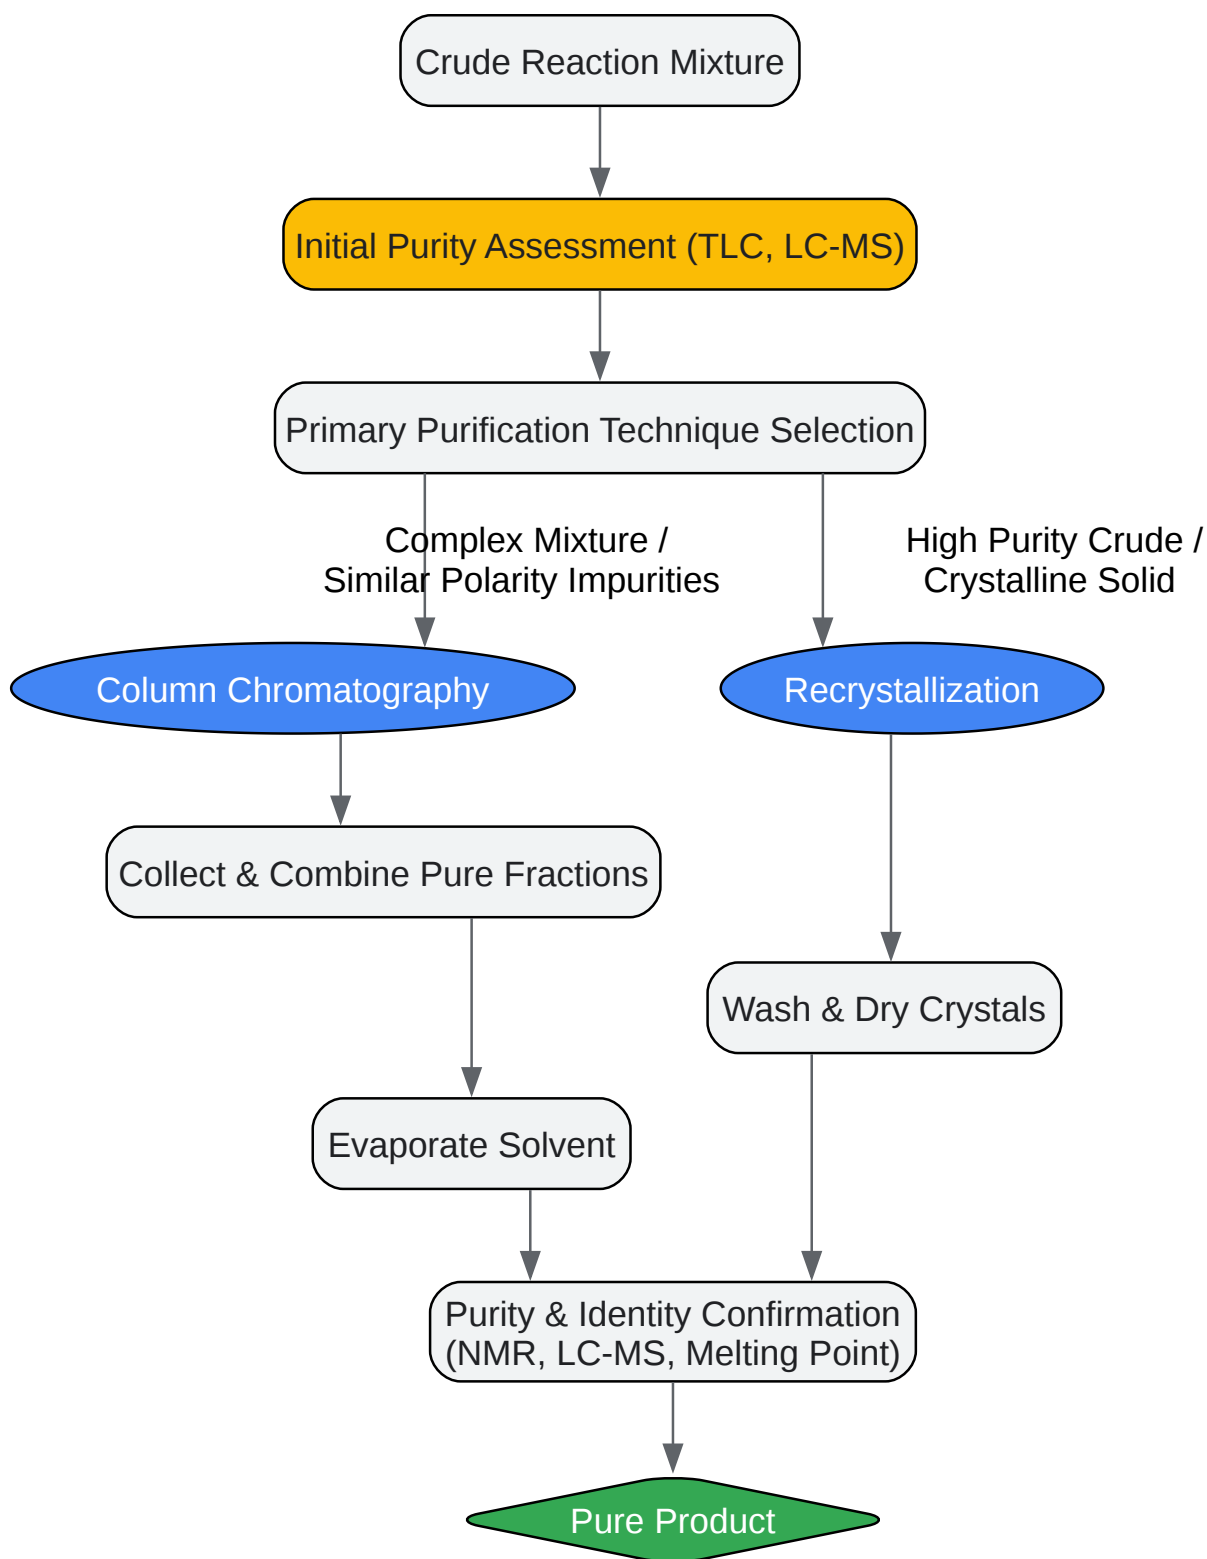 Crude Reaction Mixture
Initial Purity Assessment (TLC, LC-MS)
Primary Purification Technique Selection
Complex Mixture /
Similar Polarity Impurities
High Purity Crude /
Crystalline Solid
Column Chromatography
Recrystallization
Collect & Combine Pure Fractions
Wash & Dry Crystals
Evaporate Solvent
Purity & Identity Confirmation
(NMR, LC-MS, Melting Point)
Pure Product